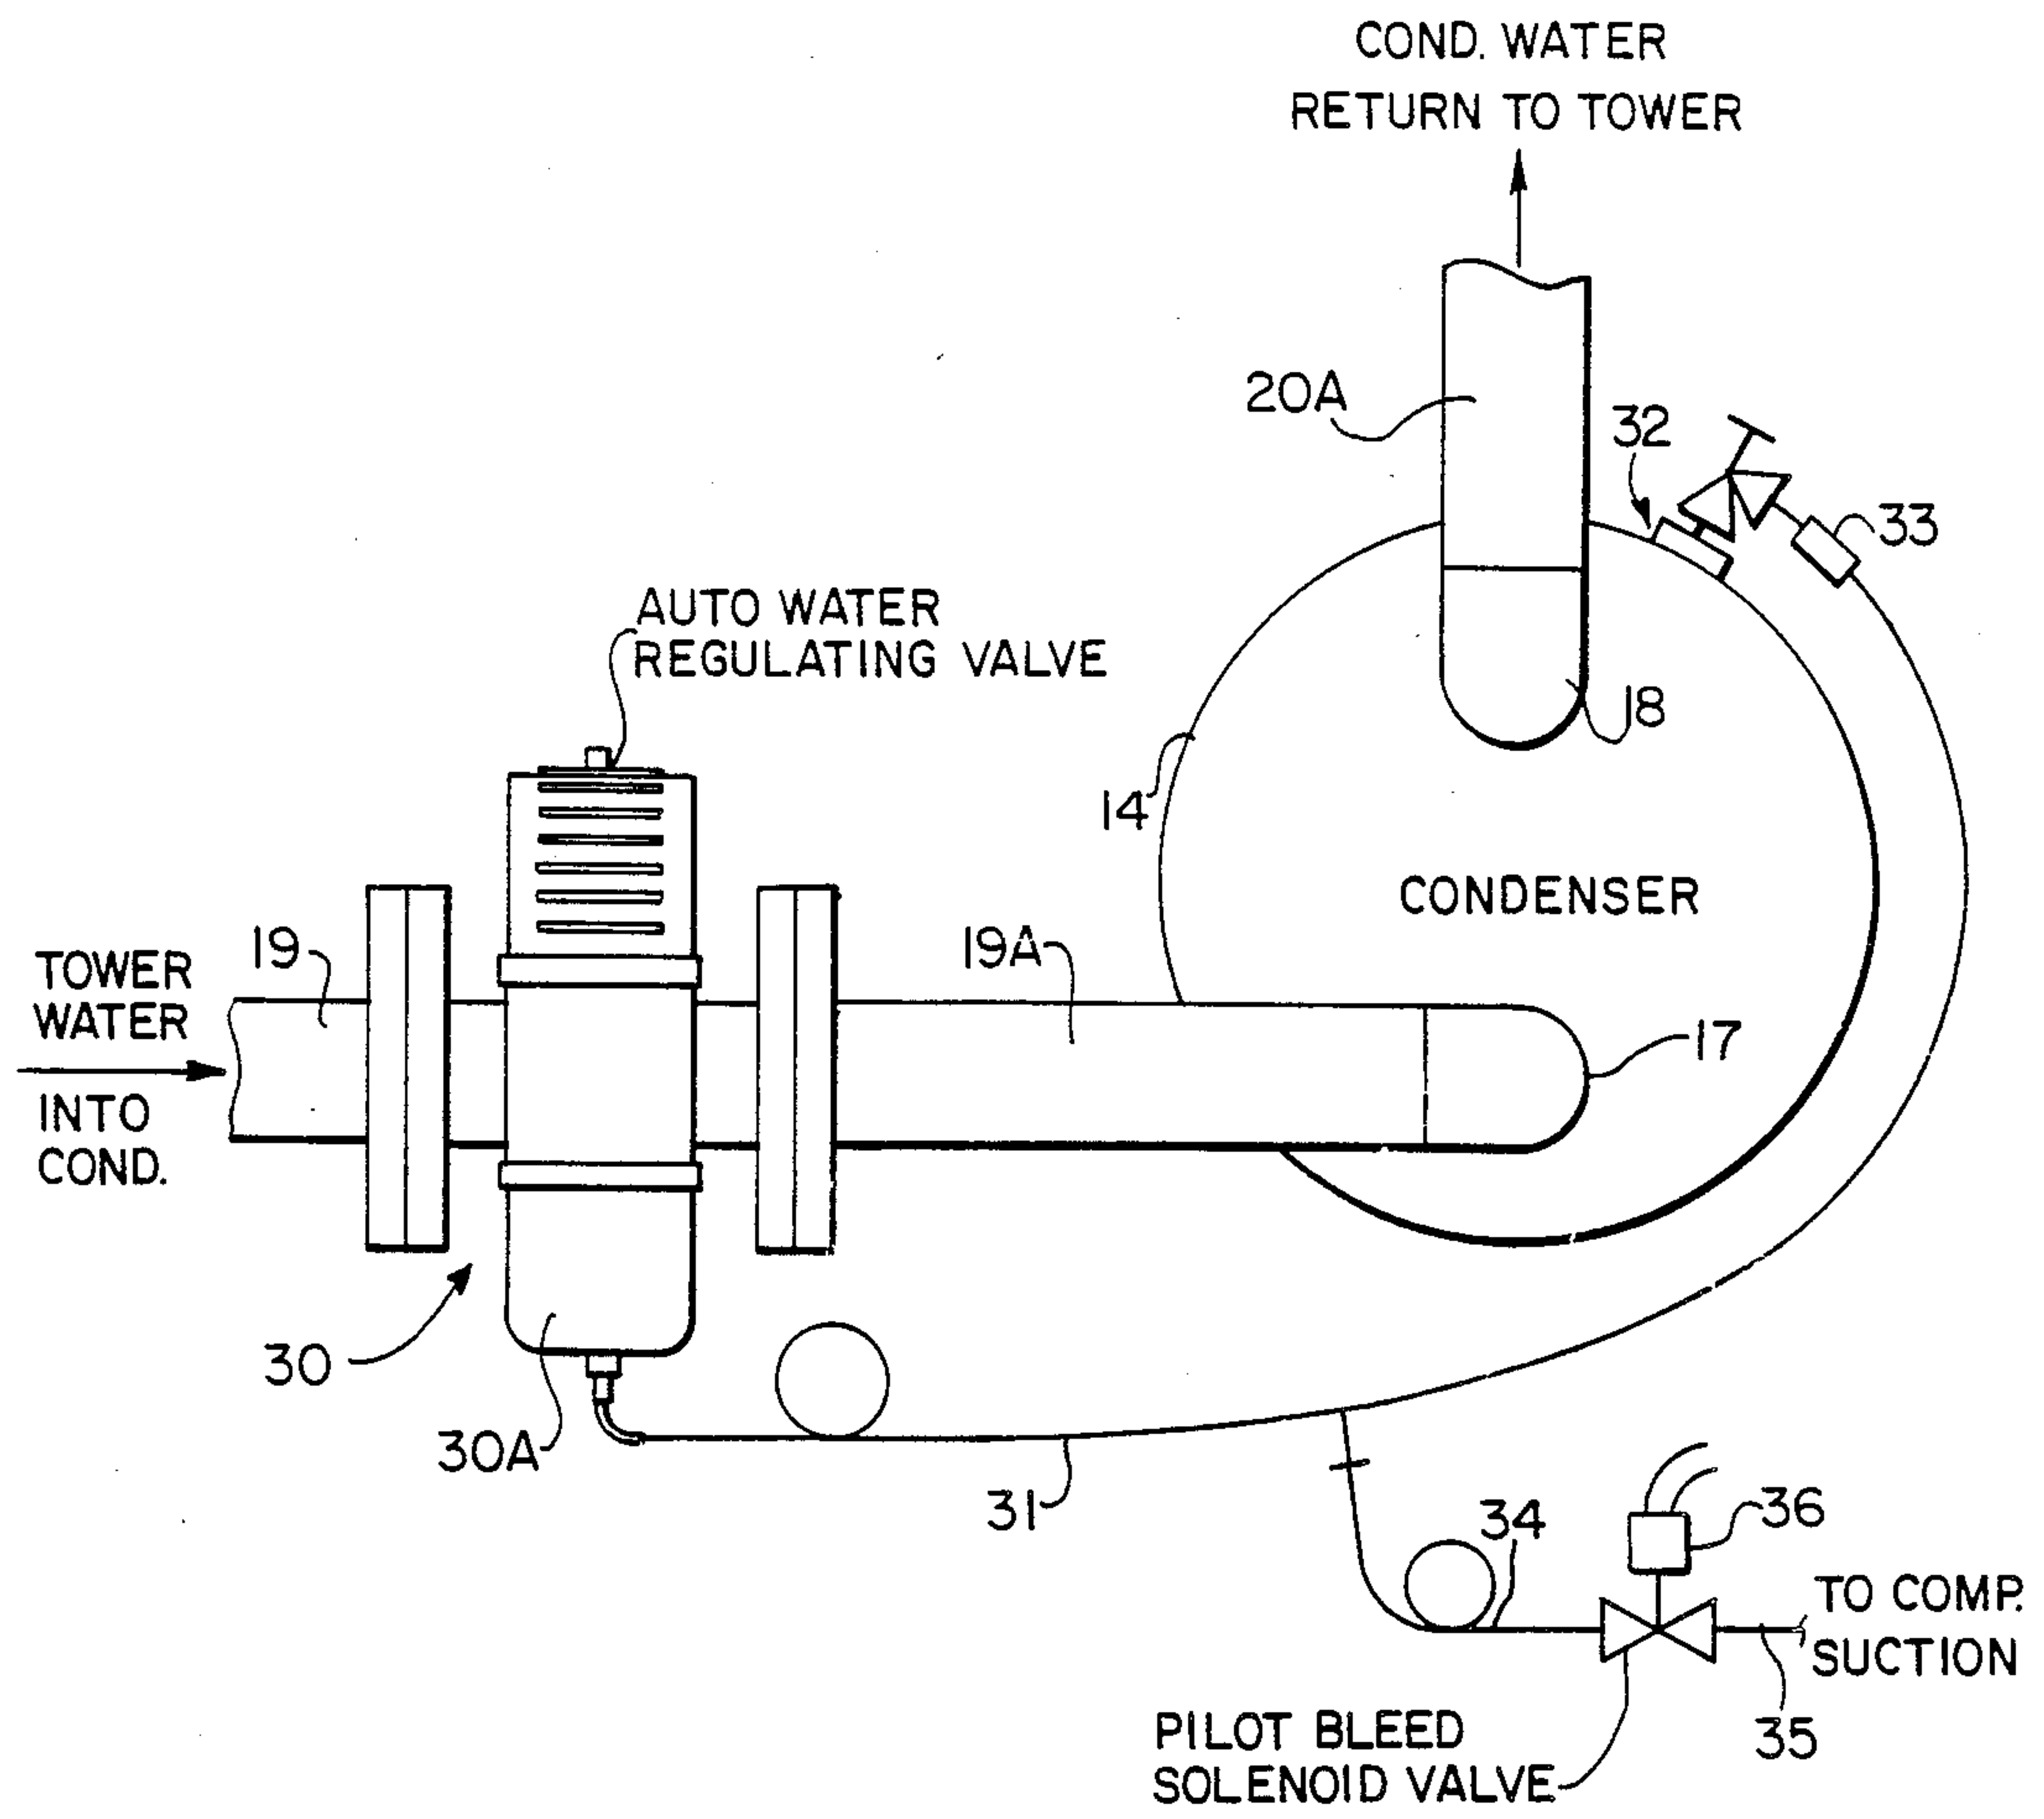 COND. WATER
RETURN TO TOWER
20A
32
33
AUTO WATER
REGULATING VALVE
18
14
CONDENSER
19
19A
TOWER
WATER
INTO
COND.
17
30
30A
31
34
36
TO COMP.
SUCTION
35
PILOT BLEED
SOLENOID VALVE